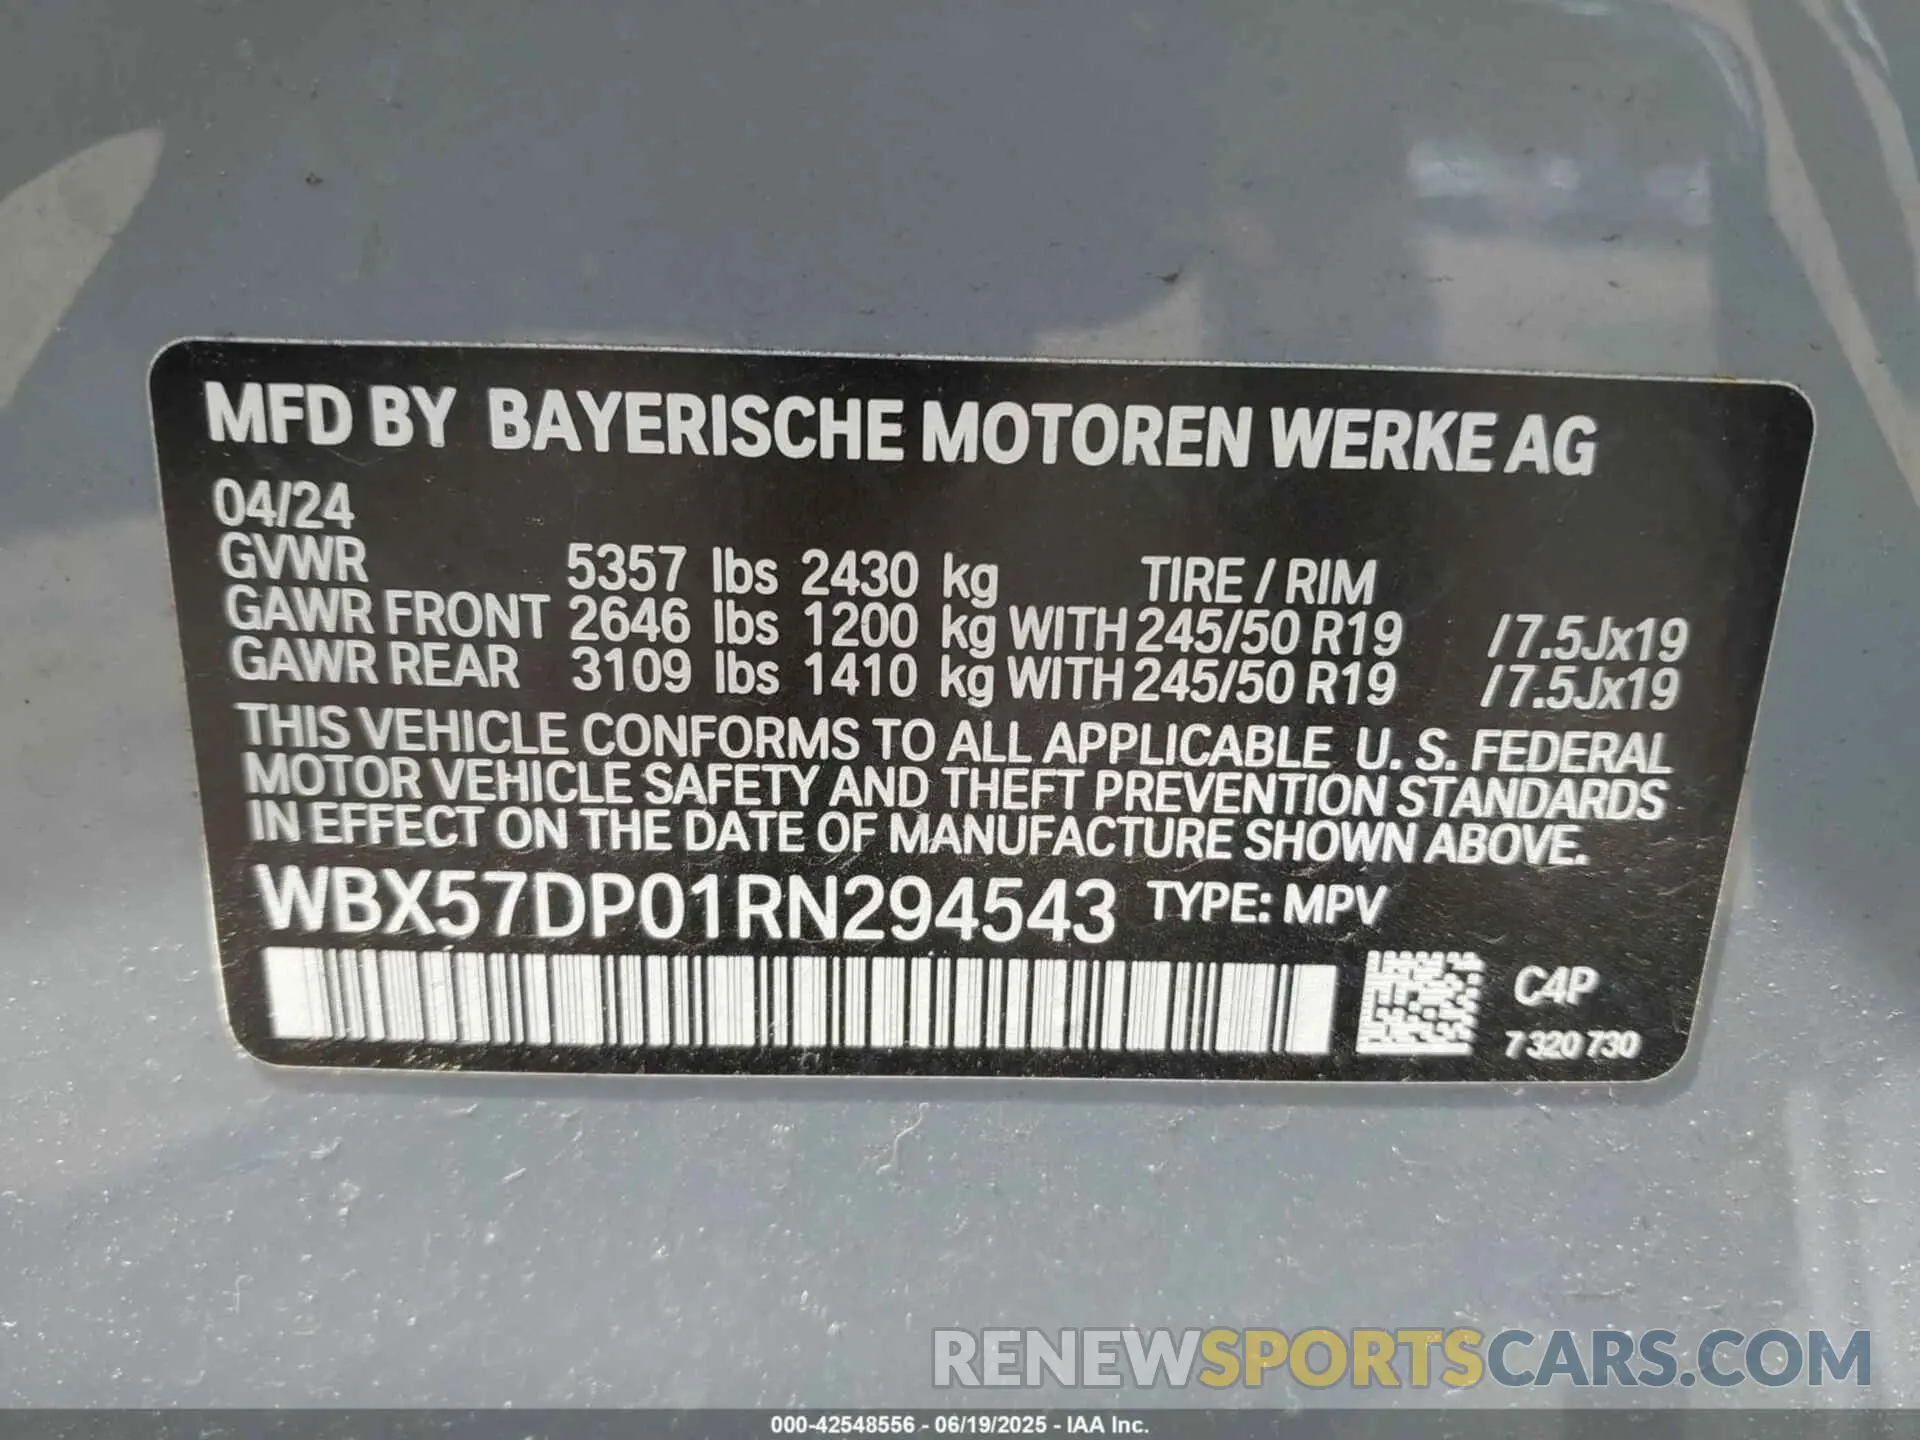 MFD BY BAYERISCHE MOTOREN WERKE AG
04/24
GVWR 5357 lbs 2430 kg TIRE / RIM
GAWR FRONT 2646 lbs 1200 kg WITH 245/50 R19 /7.5Jx19
GAWR REAR 3109 lbs 1410 kg WITH 245/50 R19 /7.5Jx19
THIS VEHICLE CONFORMS TO ALL APPLICABLE U. S. FEDERAL
MOTOR VEHICLE SAFETY AND THEFT PREVENTION STANDARDS
IN EFFECT ON THE DATE OF MANUFACTURE SHOWN ABOVE.
WBX57DP01RN294543 TYPE: MPV
C4P
7 320 730
RENEWSPORTSCARS.COM
000-42548556 - 06/19/2025 - IAA Inc.